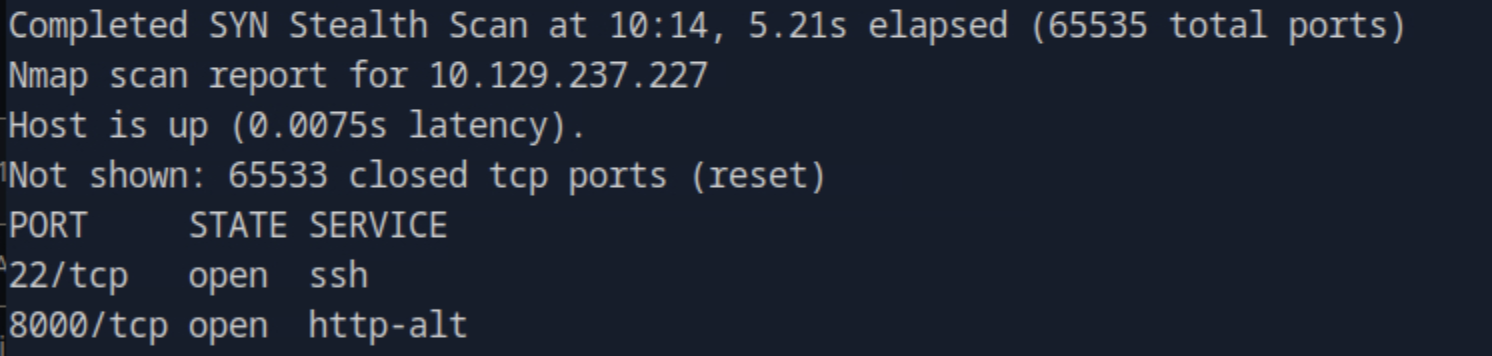 Completed SYN Stealth Scan at 10:14, 5.21s elapsed (65535 total ports)
Nmap scan report for 10.129.237.227
Host is up (0.0075s latency).
Not shown: 65533 closed tcp ports (reset)
PORT     STATE SERVICE
22/tcp   open  ssh
8000/tcp open  http-alt